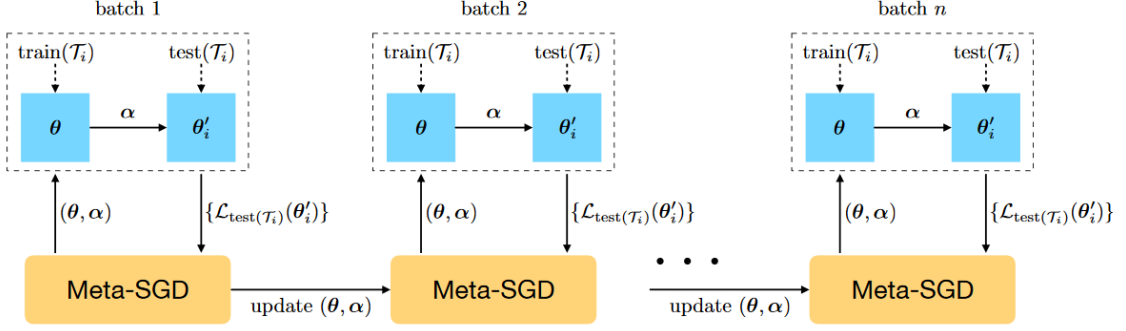 batch 1
batch 2
batch n
train(𝒯ᵢ) test(𝒯ᵢ)
train(𝒯ᵢ) test(𝒯ᵢ)
train(𝒯ᵢ) test(𝒯ᵢ)
θ α θ′ᵢ
θ α θ′ᵢ
θ α θ′ᵢ
(θ, α) {ℒ_test(𝒯ᵢ)(θ′ᵢ)}
(θ, α) {ℒ_test(𝒯ᵢ)(θ′ᵢ)}
(θ, α) {ℒ_test(𝒯ᵢ)(θ′ᵢ)}
Meta-SGD
update (θ, α)
Meta-SGD
• • •
update (θ, α)
Meta-SGD